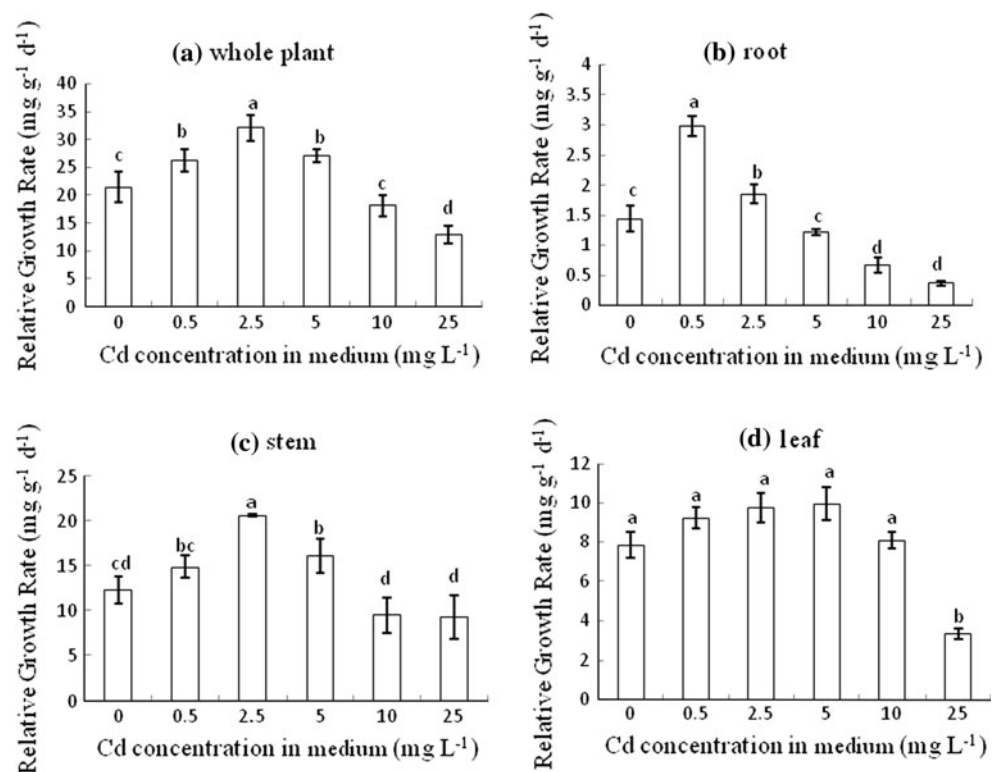 (a) whole plant
Relative Growth Rate (mg g⁻¹ d⁻¹)
40
35
30
25
20
15
10
5
0
c
b
a
b
c
d
0 0.5 2.5 5 10 25
Cd concentration in medium (mg L⁻¹)
(b) root
Relative Growth Rate (mg g⁻¹ d⁻¹)
4
3.5
3
2.5
2
1.5
1
0.5
0
c
a
b
c
d
d
0 0.5 2.5 5 10 25
Cd concentration in medium (mg L⁻¹)
(c) stem
Relative Growth Rate (mg g⁻¹ d⁻¹)
25
20
15
10
5
0
cd
bc
a
b
d
d
0 0.5 2.5 5 10 25
Cd concentration in medium (mg L⁻¹)
(d) leaf
Relative Growth Rate (mg g⁻¹ d⁻¹)
12
10
8
6
4
2
0
a
a
a
a
a
b
0 0.5 2.5 5 10 25
Cd concentration in medium (mg L⁻¹)